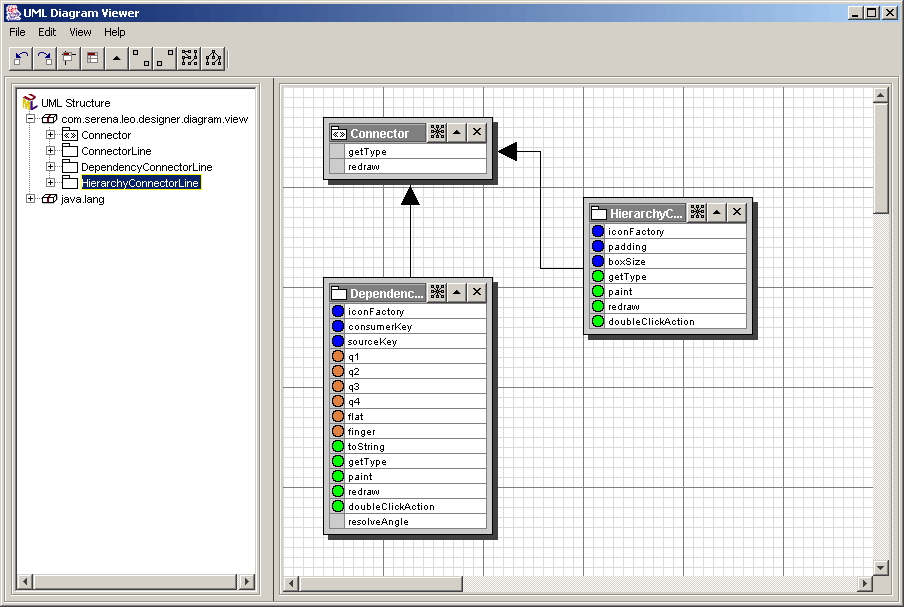 UML Diagram Viewer
File Edit View Help
UML Structure
com.serena.leo.designer.diagram.view
Connector
ConnectorLine
DependencyConnectorLine
HierarchyConnectorLine
java.lang
Connector
getType
redraw
HierarchyC...
iconFactory
padding
boxSize
getType
paint
redraw
doubleClickAction
Dependenc...
iconFactory
consumerKey
sourceKey
q1
q2
q3
q4
flat
finger
toString
getType
paint
redraw
doubleClickAction
resolveAngle